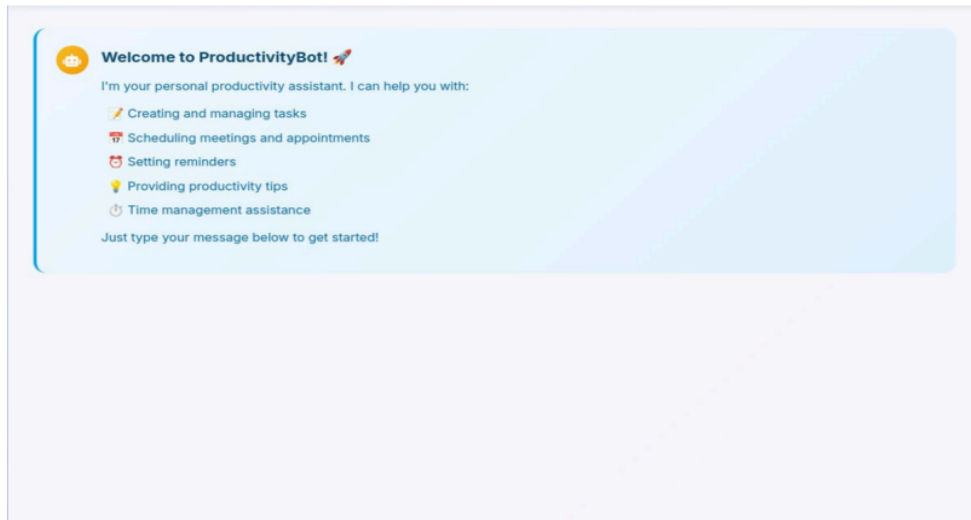 Welcome to ProductivityBot! 🚀
I'm your personal productivity assistant. I can help you with:
📝 Creating and managing tasks
📅 Scheduling meetings and appointments
⏰ Setting reminders
💡 Providing productivity tips
⏱️ Time management assistance
Just type your message below to get started!